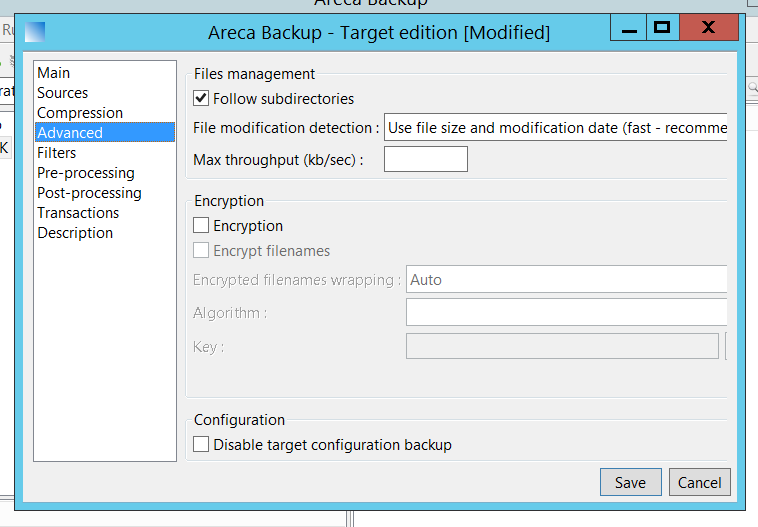 Areca Backup
Areca Backup - Target edition [Modified]
Main
Sources
Compression
Advanced
Filters
Pre-processing
Post-processing
Transactions
Description
Files management
Follow subdirectories
File modification detection : Use file size and modification date (fast - recomme
Max throughput (kb/sec) :
Encryption
Encryption
Encrypt filenames
Encrypted filenames wrapping : Auto
Algorithm :
Key :
Configuration
Disable target configuration backup
Save Cancel